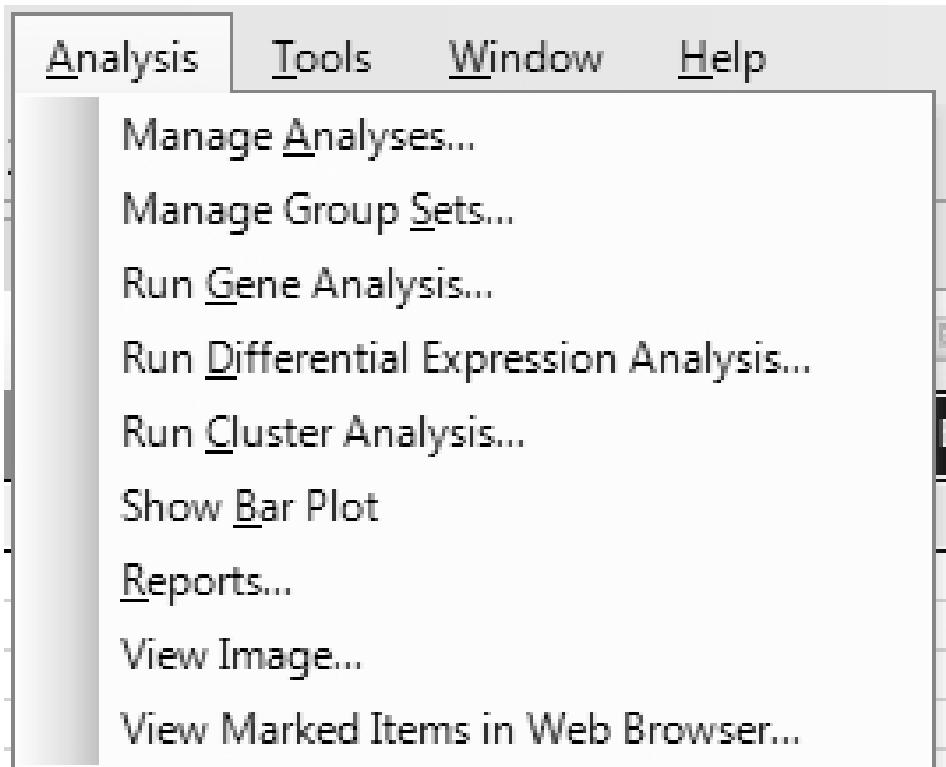 Analysis Tools Window Help
Manage Analyses...
Manage Group Sets...
Run Gene Analysis...
Run Differential Expression Analysis...
Run Cluster Analysis...
Show Bar Plot
Reports...
View Image...
View Marked Items in Web Browser...